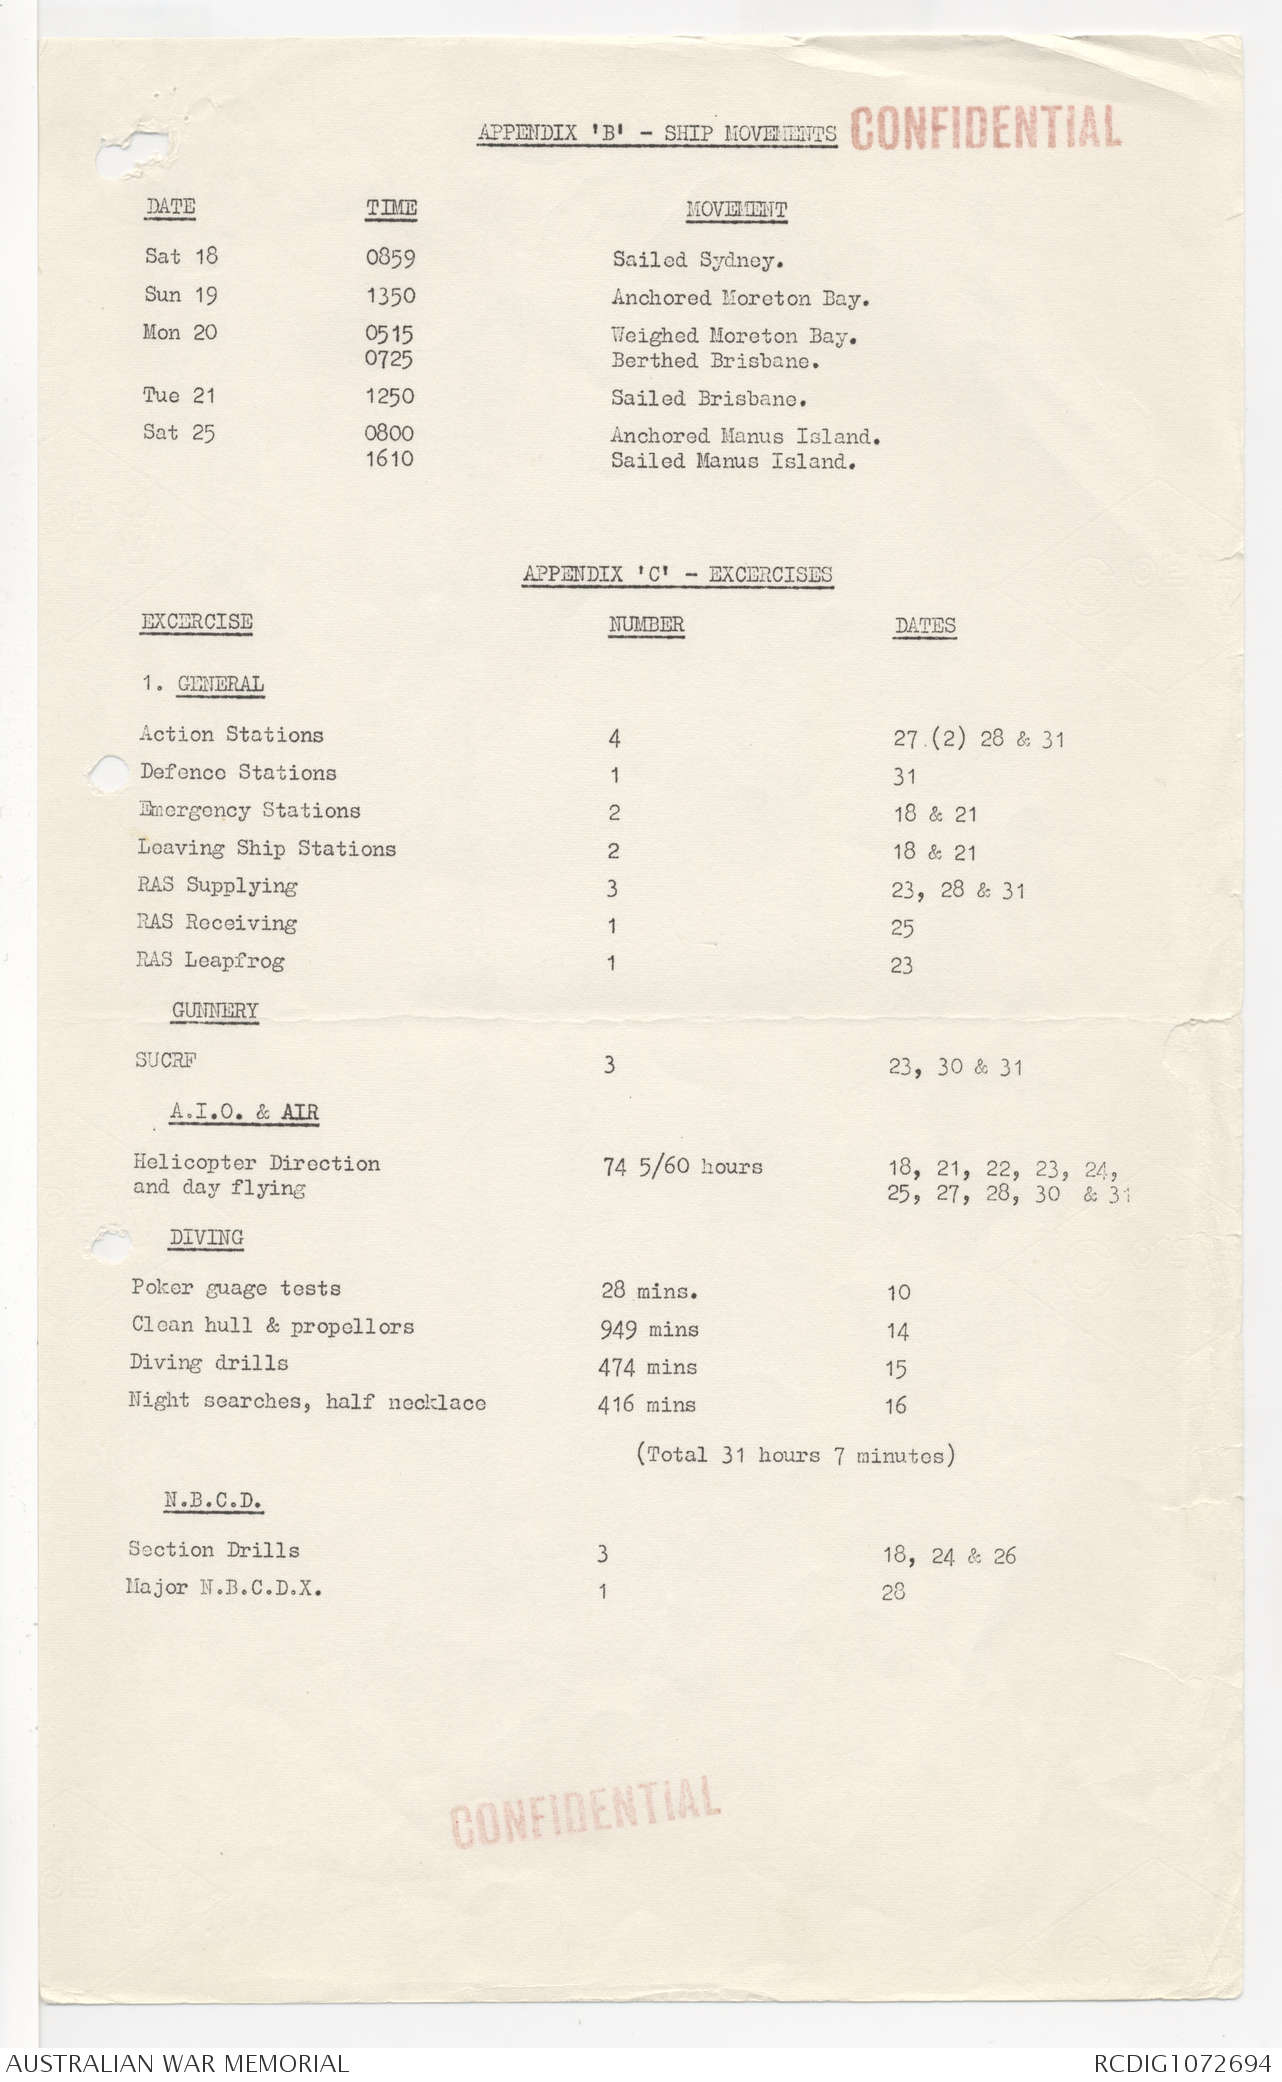 APPENDIX 'B' - SHIP MOVEMENTS CONFIDENTIAL
DATE TIME MOVEMENT
Sat 18 0859 Sailed Sydney.
Sun 19 1350 Anchored Moreton Bay.
Mon 20 0515 Weighed Moreton Bay.
0725 Berthed Brisbane.
Tue 21 1250 Sailed Brisbane.
Sat 25 0800 Anchored Manus Island.
1610 Sailed Manus Island.
APPENDIX 'C' - EXCERCISES
EXCERCISE NUMBER DATES
1. GENERAL
Action Stations 4 27 (2) 28 & 31
Defence Stations 1 31
Emergency Stations 2 18 & 21
Leaving Ship Stations 2 18 & 21
RAS Supplying 3 23, 28 & 31
RAS Receiving 1 25
RAS Leapfrog 1 23
GUNNERY
SUCRF 3 23, 30 & 31
A.I.O. & AIR
Helicopter Direction 74 5/60 hours 18, 21, 22, 23, 24,
and day flying 25, 27, 28, 30 & 31
DIVING
Poker guage tests 28 mins. 10
Clean hull & propellors 949 mins 14
Diving drills 474 mins 15
Night searches, half necklace 416 mins 16
(Total 31 hours 7 minutes)
N.B.C.D.
Section Drills 3 18, 24 & 26
Major N.B.C.D.X. 1 28
CONFIDENTIAL
AUSTRALIAN WAR MEMORIAL RCDIG1072694